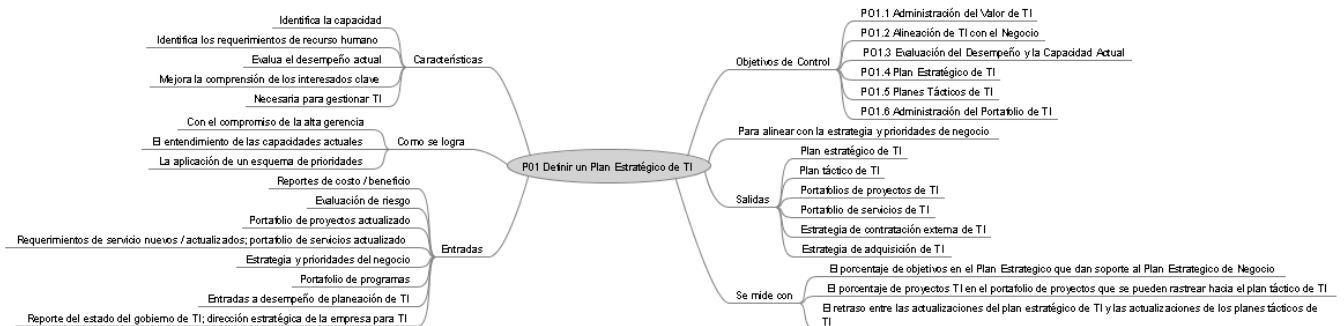 Identifica la capacidad
Identifica los requerimientos de recurso humano
Evalua el desempeño actual
Mejora la comprensión de los interesados clave
Necesaria para gestionar TI
Características
Con el compromiso de la alta gerencia
El entendimiento de las capacidades actuales
La aplicación de un esquema de prioridades
Como se logra
Reportes de costo / beneficio
Evaluación de riesgo
Portafolio de proyectos actualizado
Requerimientos de servicio nuevos / actualizados; portafolio de servicios actualizado
Estrategia y prioridades del negocio
Portafolio de programas
Entradas a desempeño de planeación de TI
Reporte del estado del gobierno de TI; dirección estratégica de la empresa para TI
Entradas
P01 Definir un Plan Estratégico de TI
Objetivos de Control
PO1.1 Administración del Valor de TI
PO1.2 Alineación de TI con el Negocio
PO1.3 Evaluación del Desempeño y la Capacidad Actual
PO1.4 Plan Estratégico de TI
PO1.5 Planes Tácticos de TI
PO1.6 Administración del Portafolio de TI
Para alinear con la estrategia y prioridades de negocio
Salidas
Plan estratégico de TI
Plan táctico de TI
Portafolios de proyectos de TI
Portafolio de servicios de TI
Estrategia de contratación externa de TI
Estrategia de adquisición de TI
Se mide con
El porcentaje de objetivos en el Plan Estrategico que dan soporte al Plan Estrategico de Negocio
El porcentaje de proyectos TI en el portfolio de proyectos que se pueden rastrear hacia el plan táctico de TI
El retraso entre las actualizaciones del plan estratégico de TI y las actualizaciones de los planes tácticos de
TI